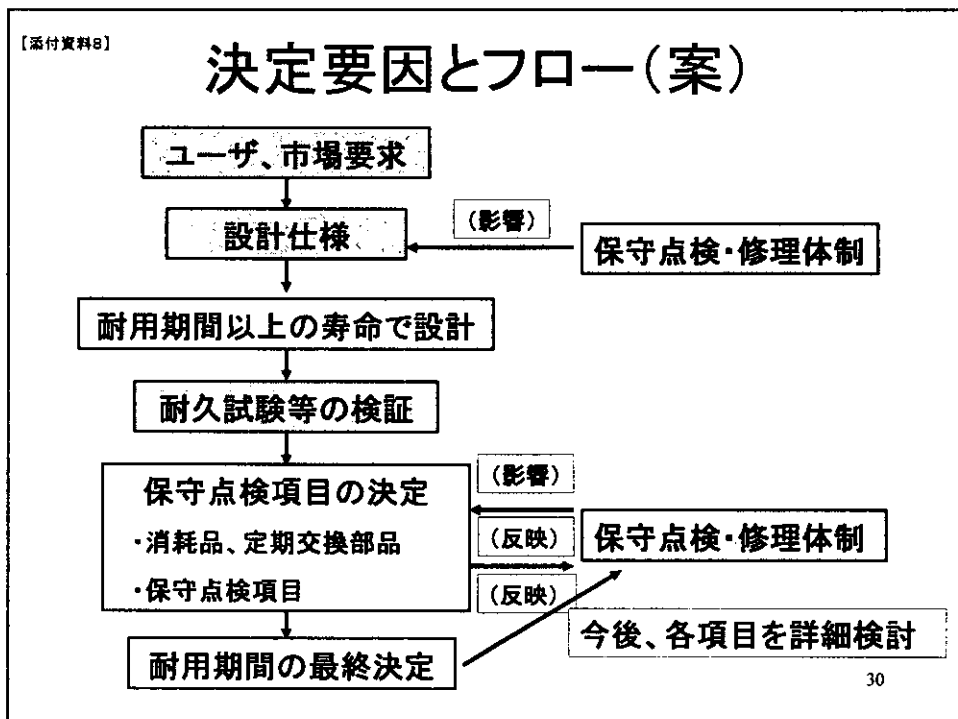 【添付資料8】
決定要因とフロー(案)
ユーザ、市場要求
(影響)
設計仕様
保守点検・修理体制
耐用期間以上の寿命で設計
耐久試験等の検証
保守点検項目の決定
・消耗品、定期交換部品
・保守点検項目
(影響)
(反映)
(反映)
保守点検・修理体制
今後、各項目を詳細検討
耐用期間の最終決定
30